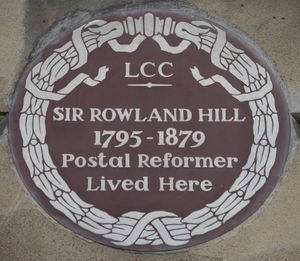 LCC
SIR ROWLAND HILL
1795-1879
Postal Reformer
Lived Here